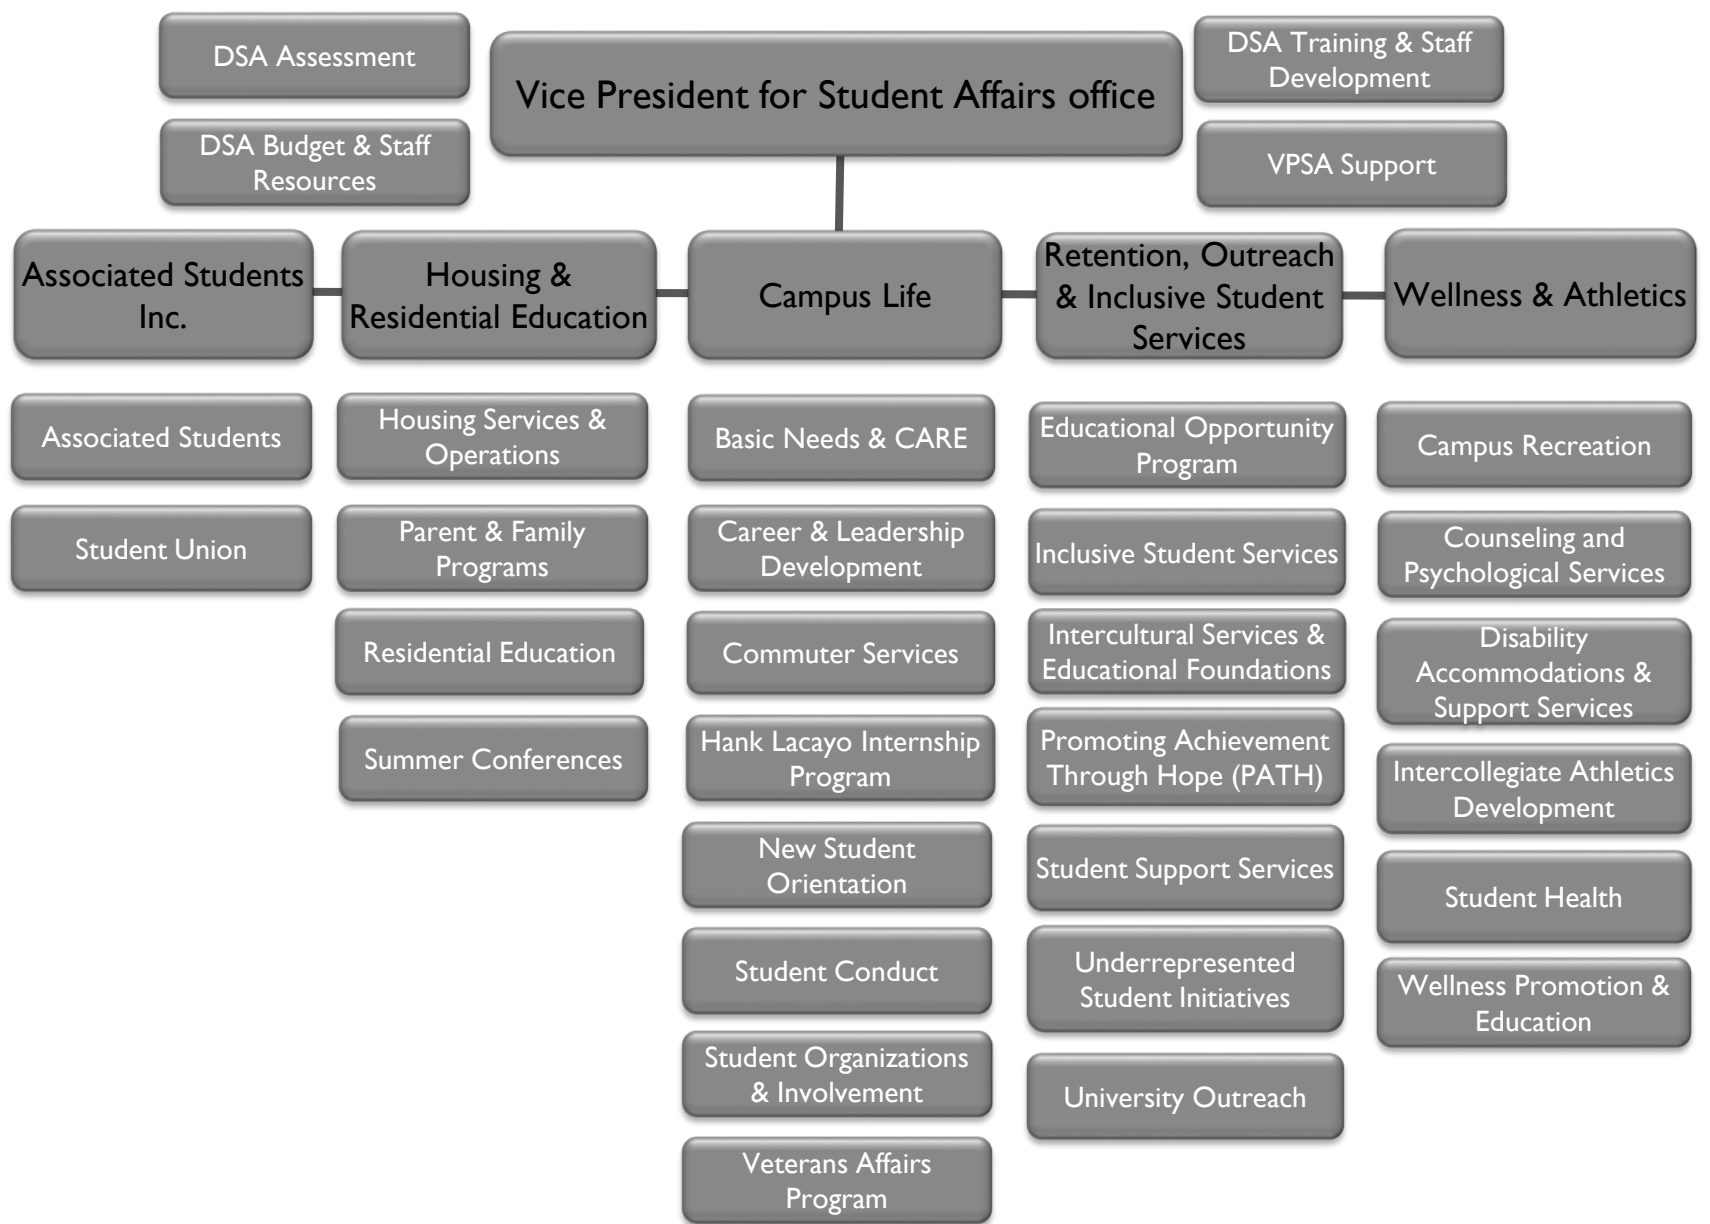 DSA Assessment
DSA Budget & Staff
Resources
Vice President for Student Affairs office
DSA Training & Staff
Development
VPSA Support
Associated Students
Inc.
Housing &
Residential Education
Campus Life
Retention, Outreach
& Inclusive Student
Services
Wellness & Athletics
Associated Students
Student Union
Housing Services &
Operations
Parent & Family
Programs
Residential Education
Summer Conferences
Basic Needs & CARE
Career & Leadership
Development
Commuter Services
Hank Lacayo Internship
Program
New Student
Orientation
Student Conduct
Student Organizations
& Involvement
Veterans Affairs
Program
Educational Opportunity
Program
Inclusive Student Services
Intercultural Services &
Educational Foundations
Promoting Achievement
Through Hope (PATH)
Student Support Services
Underrepresented
Student Initiatives
University Outreach
Campus Recreation
Counseling and
Psychological Services
Disability
Accommodations &
Support Services
Intercollegiate Athletics
Development
Student Health
Wellness Promotion &
Education